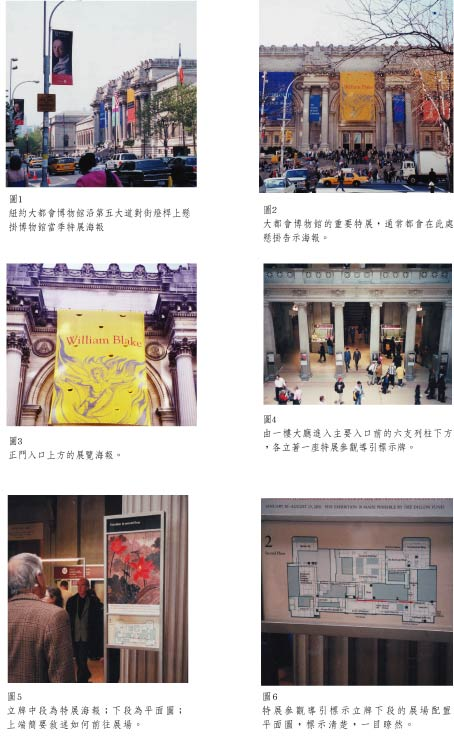 圖1
紐約大都會博物館沿第五大道對街燈桿上懸
掛博物館當季特展海報
William Blake
圖2
大都會博物館的重要特展，通常都會在此處
懸掛告示海報。
William Blake
圖3
正門入口上方的展覽海報。
圖4
由一樓大廳進入主要入口前的六支列柱下方
，各立著一座特展參觀導引標示牌。
圖5
立牌中段為特展海報；下段為平面圖；
上端簡要敘述如何前往展場。
2
Second Floor
圖6
特展參觀導引標示立牌下段的展場配置
平面圖，標示清楚，一目瞭然。